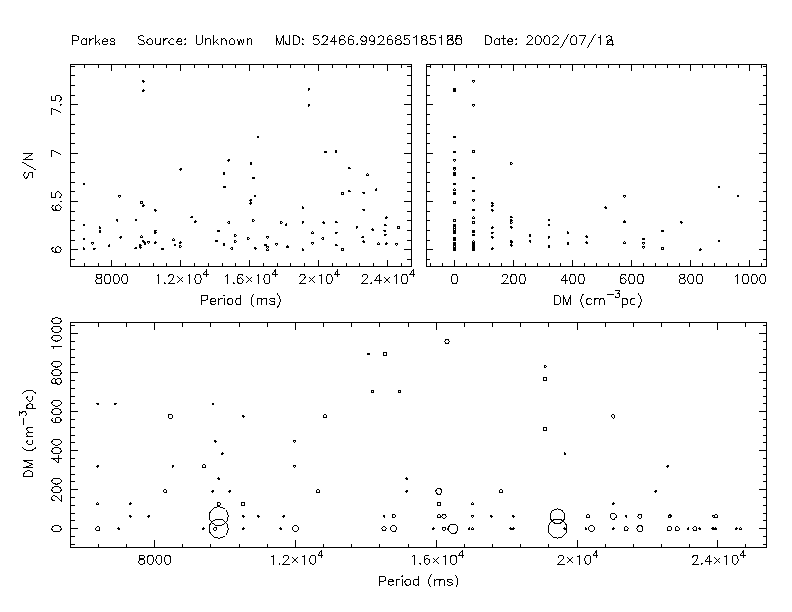 Parkes Source: Unknown MJD: 52466.992685185185 Date: 2002/07/12
S/N
6 6.5 7 7.5
8000 1.2×10⁴ 1.6×10⁴ 2×10⁴ 2.4×10⁴
Period (ms)
0 200 400 600 800 1000
DM (cm⁻³pc)
DM (cm⁻³pc)
0 200 400 600 800 1000
8000 1.2×10⁴ 1.6×10⁴ 2×10⁴ 2.4×10⁴
Period (ms)